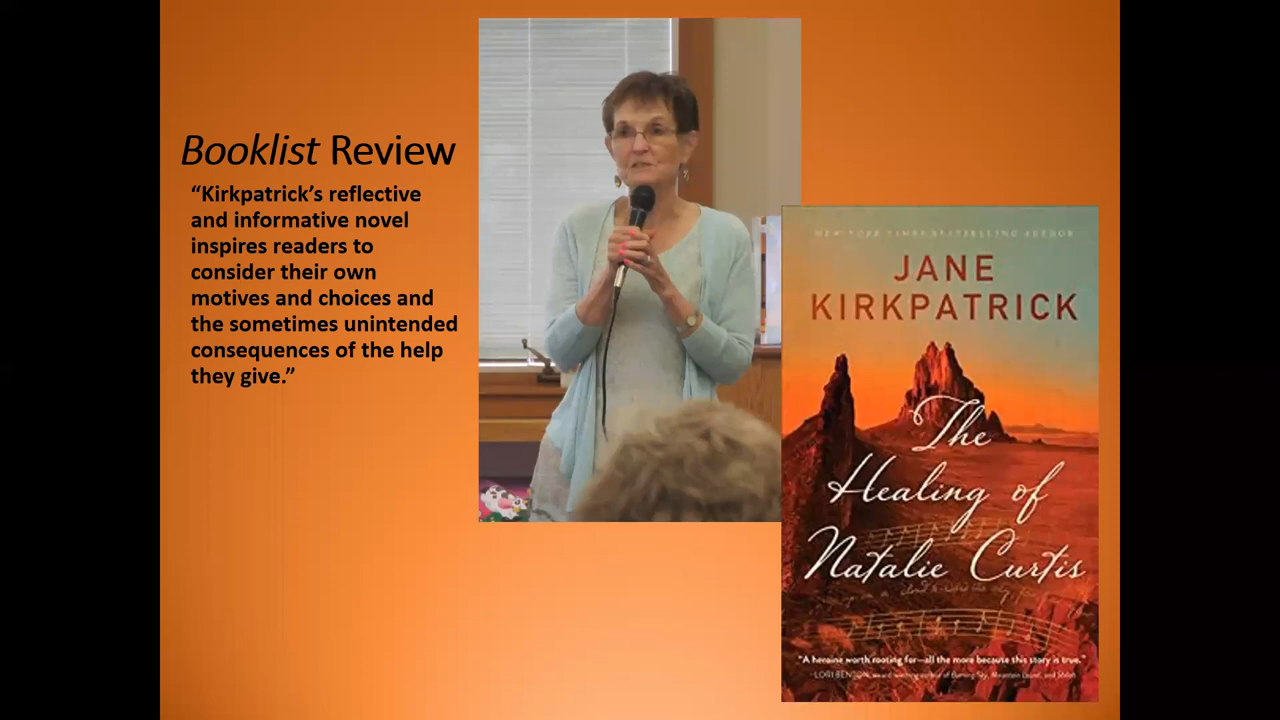 Booklist Review
“Kirkpatrick’s reflective
and informative novel
inspires readers to
consider their own
motives and choices and
the sometimes unintended
consequences of the help
they give.”
NEW YORK TIMES BESTSELLING AUTHOR
JANE
KIRKPATRICK
The
Healing of
Natalie Curtis
“A heroine worth rooting for—all the more because this story is true.”
—LORI BENTON, award-winning author of Burning Sky, Mountain Laurel, and Shiloh